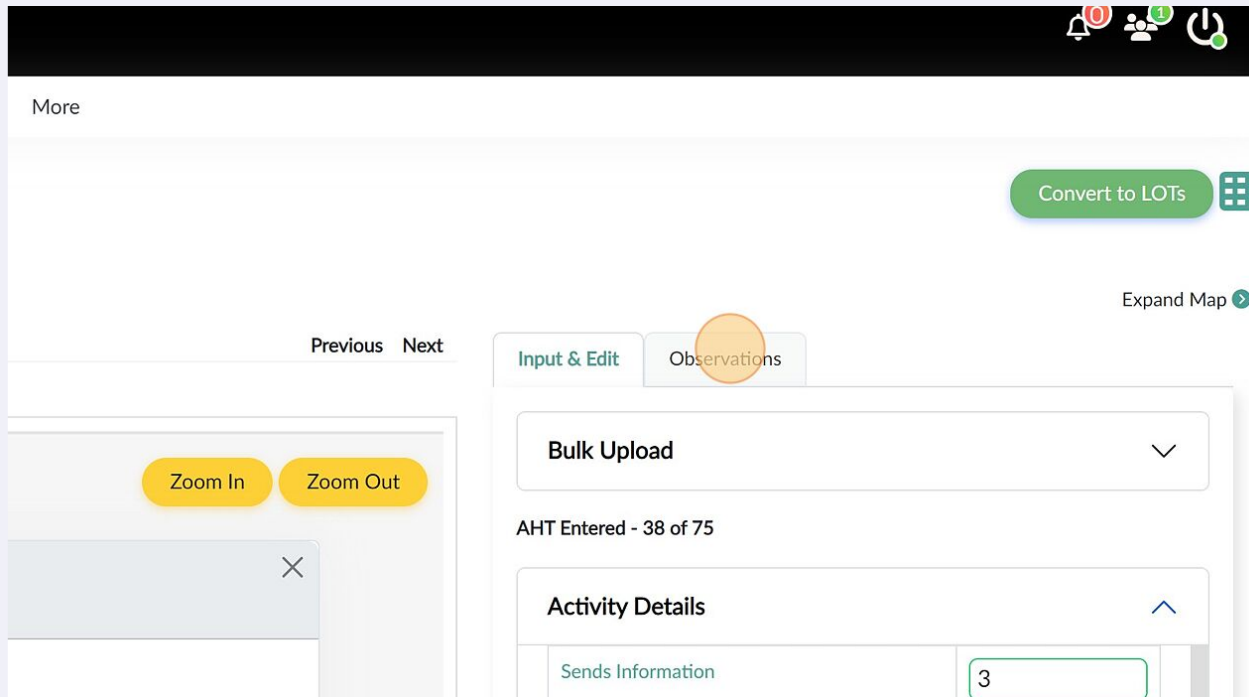 0 1
More
Convert to LOTs
Expand Map
Previous Next
Input & Edit Observations
Bulk Upload
Zoom In Zoom Out
AHT Entered - 38 of 75
Activity Details
Sends Information 3